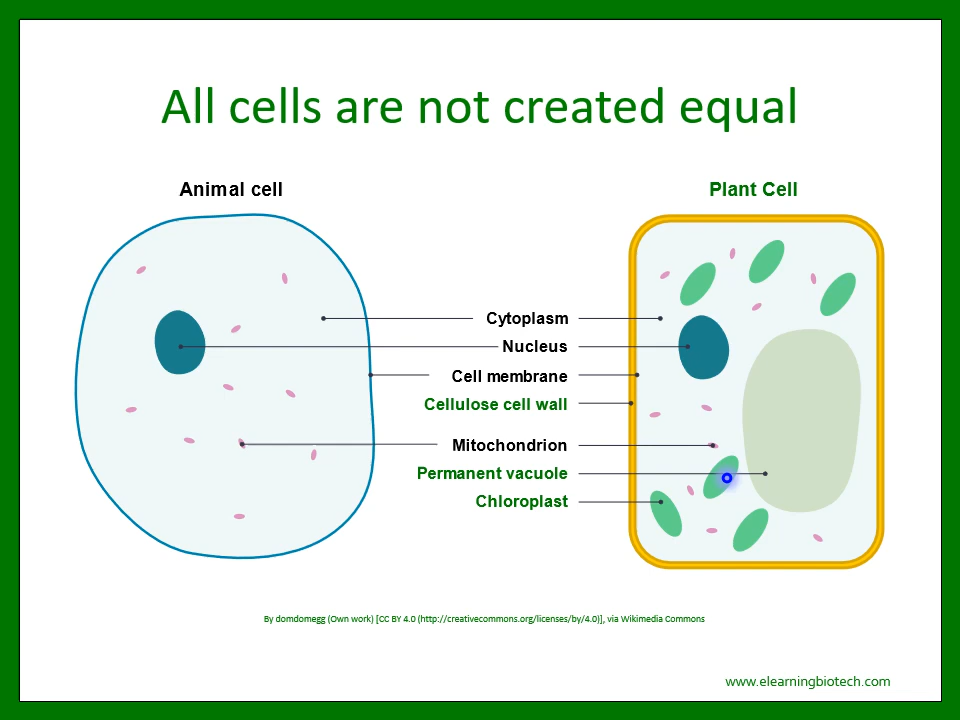 All cells are not created equal
Animal cell
Plant Cell
Cytoplasm
Nucleus
Cell membrane
Cellulose cell wall
Mitochondrion
Permanent vacuole
Chloroplast
By domdomegg (Own work) [CC BY 4.0 (http://creativecommons.org/licenses/by/4.0)], via Wikimedia Commons
www.elearningbiotech.com